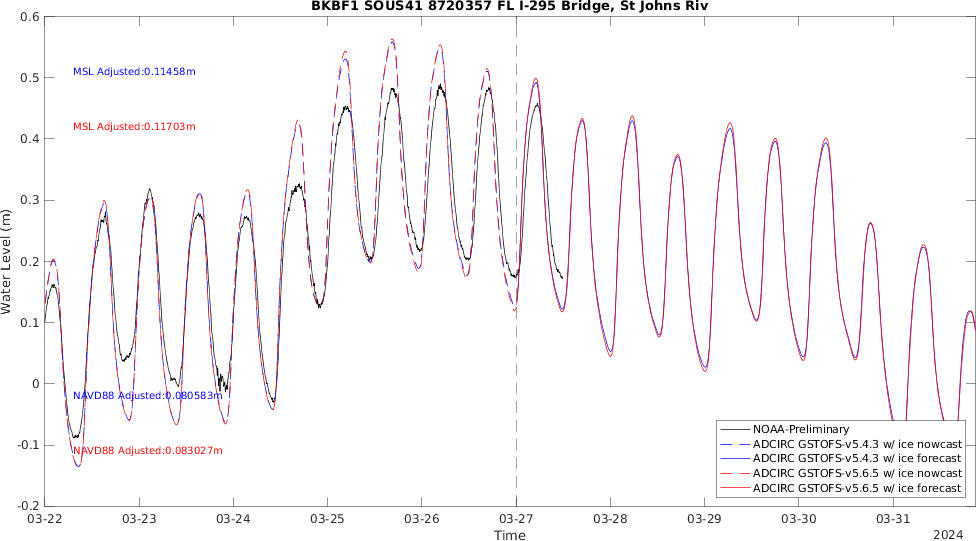 BKBF1 SOUS41 8720357 FL I-295 Bridge, St Johns Riv
0.6
0.5
0.4
0.3
0.2
0.1
0
-0.1
-0.2
Water Level (m)
MSL Adjusted:0.11458m
MSL Adjusted:0.11703m
NAVD88 Adjusted:0.080583m
NAVD88 Adjusted:0.083027m
NOAA-Preliminary
ADCIRC GSTOFS-v5.4.3 w/ ice nowcast
ADCIRC GSTOFS-v5.4.3 w/ ice forecast
ADCIRC GSTOFS-v5.6.5 w/ ice nowcast
ADCIRC GSTOFS-v5.6.5 w/ ice forecast
03-22 03-23 03-24 03-25 03-26 03-27 03-28 03-29 03-30 03-31
Time
2024